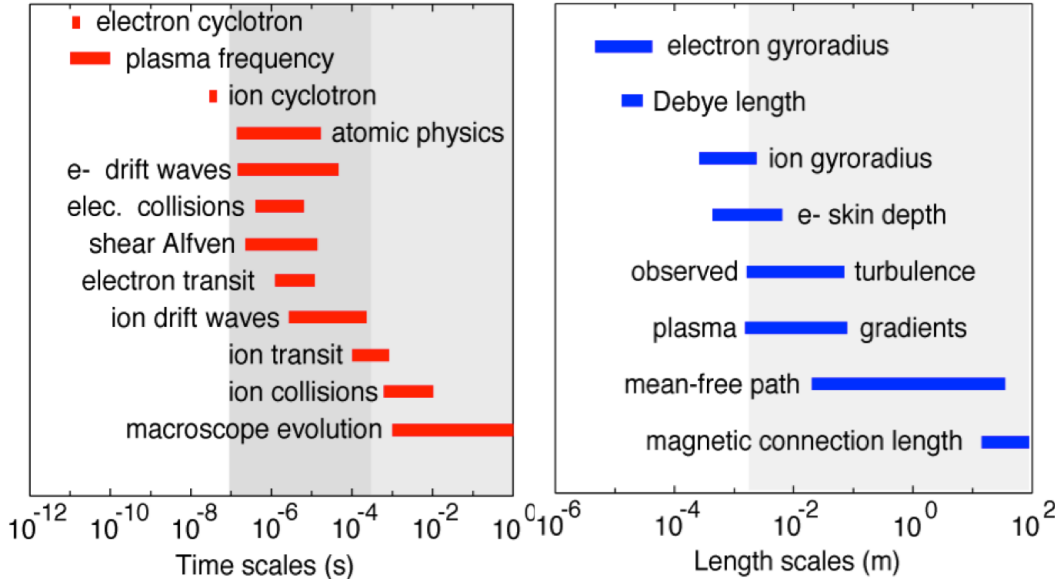 electron cyclotron
plasma frequency
ion cyclotron
atomic physics
e- drift waves
elec. collisions
shear Alfven
electron transit
ion drift waves
ion transit
ion collisions
macroscope evolution
10^-12 10^-10 10^-8 10^-6 10^-4 10^-2 10^0
Time scales (s)
electron gyroradius
Debye length
ion gyroradius
e- skin depth
observed turbulence
plasma gradients
mean-free path
magnetic connection length
10^-6 10^-4 10^-2 10^0 10^2
Length scales (m)